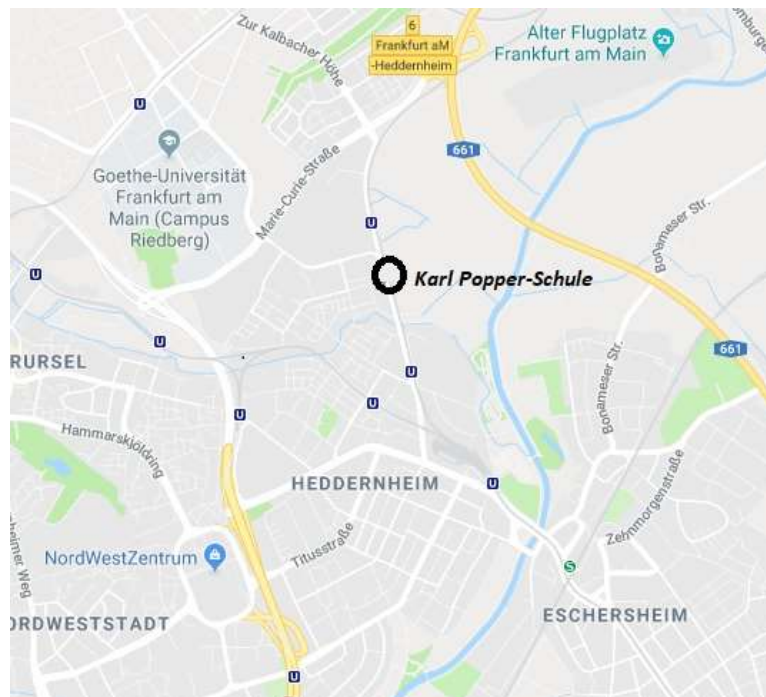 Zur Kalbacher Höhe
6
Frankfurt aM
-Heddernheim
Alter Flugplatz
Frankfurt am Main
U
661
Goethe-Universität
Frankfurt am
Main (Campus
Riedberg)
Marie-Curie-Straße
Bonameser Str.
U
U
Karl Popper-Schule
U
RURSEL
U
661
Bonameser Str.
U
U
Hammarskjöldring
HEDDERNHEIM
U
Zehnmorgenstraße
NordWestZentrum
Titusstraße
S
heimer Weg
ORDWESTSTADT
ESCHERSHEIM
U